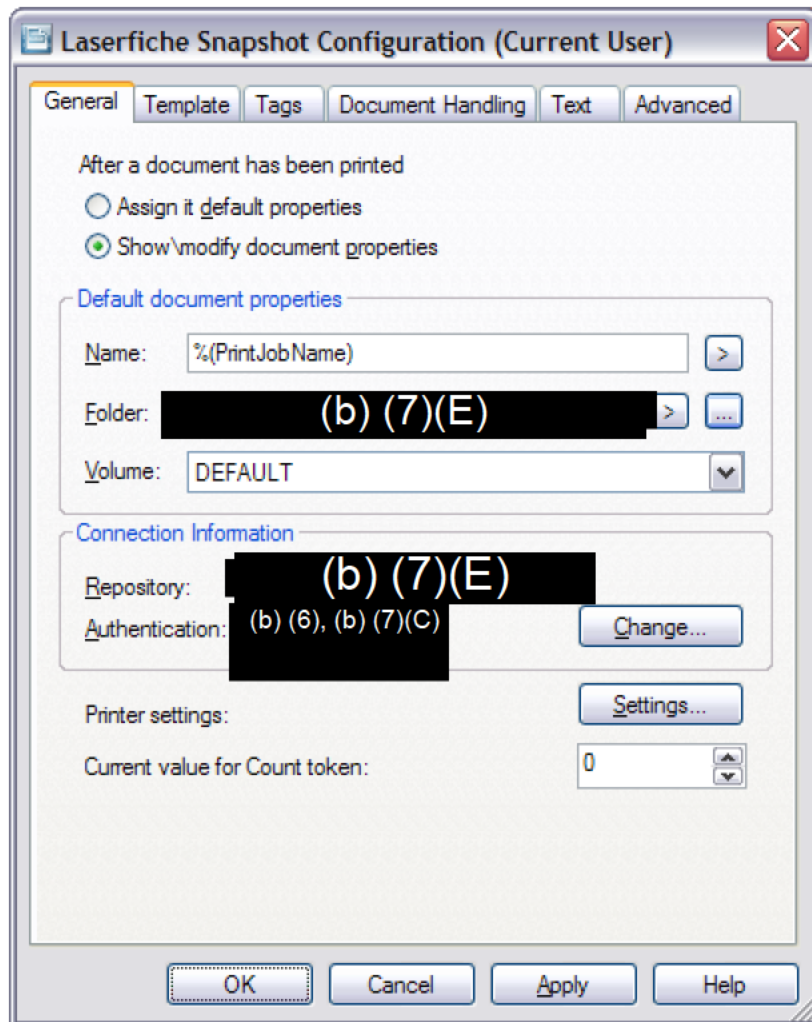 Laserfiche Snapshot Configuration (Current User)
General Template Tags Document Handling Text Advanced
After a document has been printed
Assign it default properties
Show\modify document properties
Default document properties
Name: %(PrintJobName) >
Folder: (b) (7)(E) > ...
Volume: DEFAULT
Connection Information
Repository: (b) (7)(E)
Authentication: (b) (6), (b) (7)(C) Change...
Printer settings: Settings...
Current value for Count token: 0
OK Cancel Apply Help